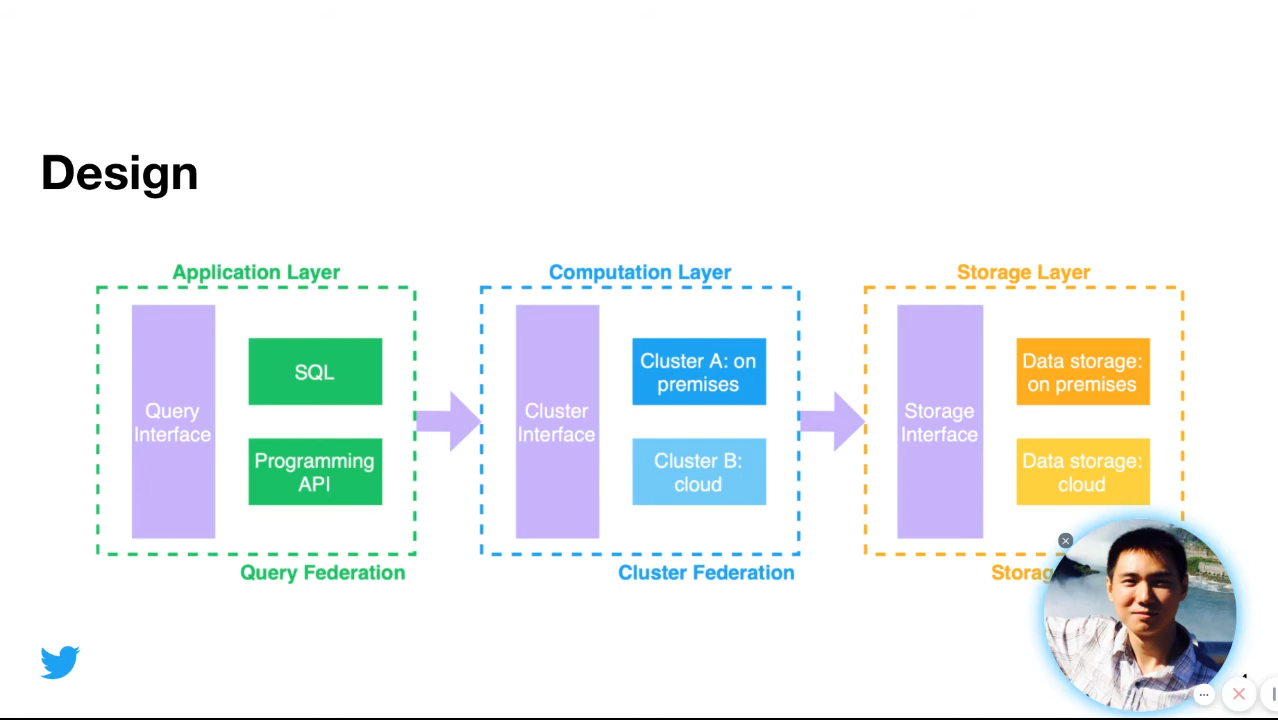 Design
Application Layer
Computation Layer
Storage Layer
Query
Interface
SQL
Programming
API
Cluster
Interface
Cluster A: on
premises
Cluster B:
cloud
Storage
Interface
Data storage:
on premises
Data storage:
cloud
Query Federation
Cluster Federation